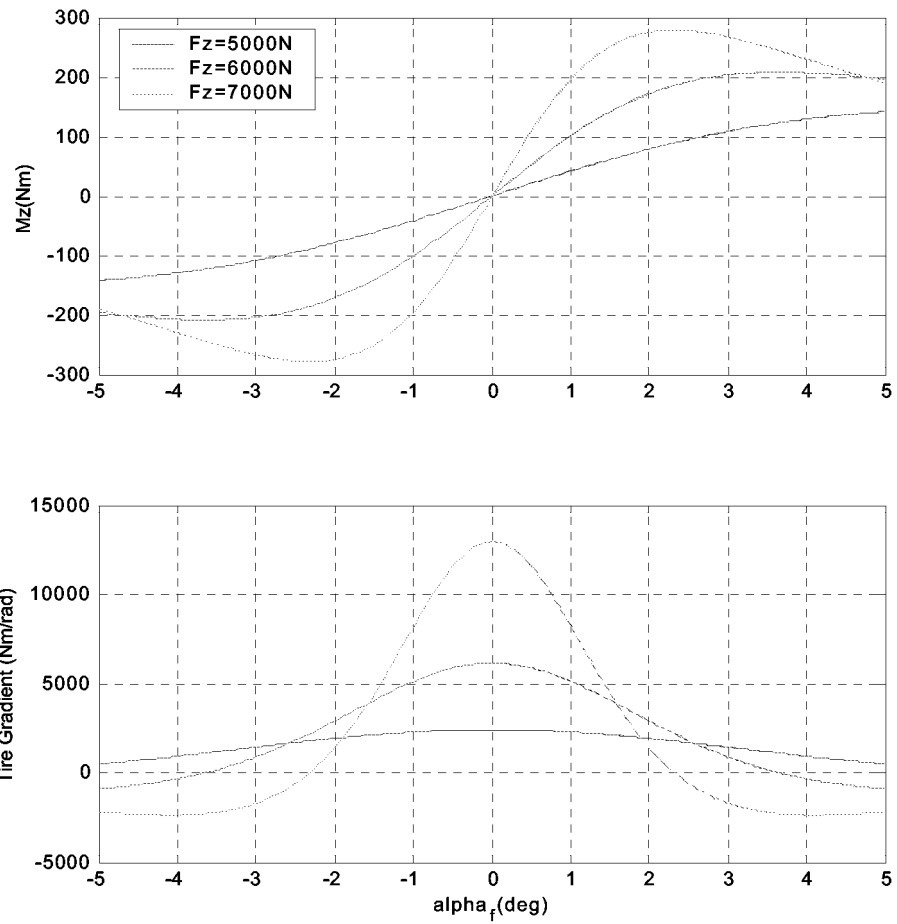 300
200
100
0
-100
-200
-300
Mz(Nm)
Fz=5000N
Fz=6000N
Fz=7000N
-5 -4 -3 -2 -1 0 1 2 3 4 5
15000
10000
5000
0
-5000
Tire Gradient (Nm/rad)
-5 -4 -3 -2 -1 0 1 2 3 4 5
alpha_f(deg)